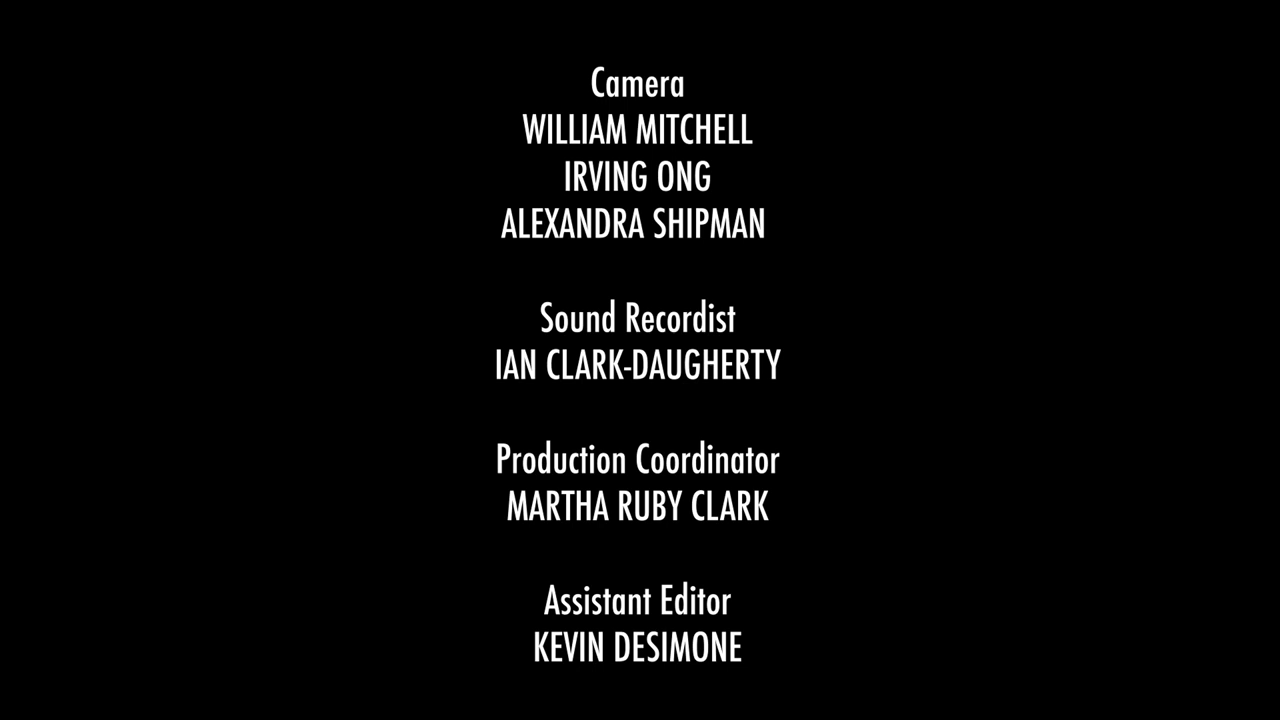 Camera
WILLIAM MITCHELL
IRVING ONG
ALEXANDRA SHIPMAN
Sound Recordist
IAN CLARK-DAUGHERTY
Production Coordinator
MARTHA RUBY CLARK
Assistant Editor
KEVIN DESIMONE